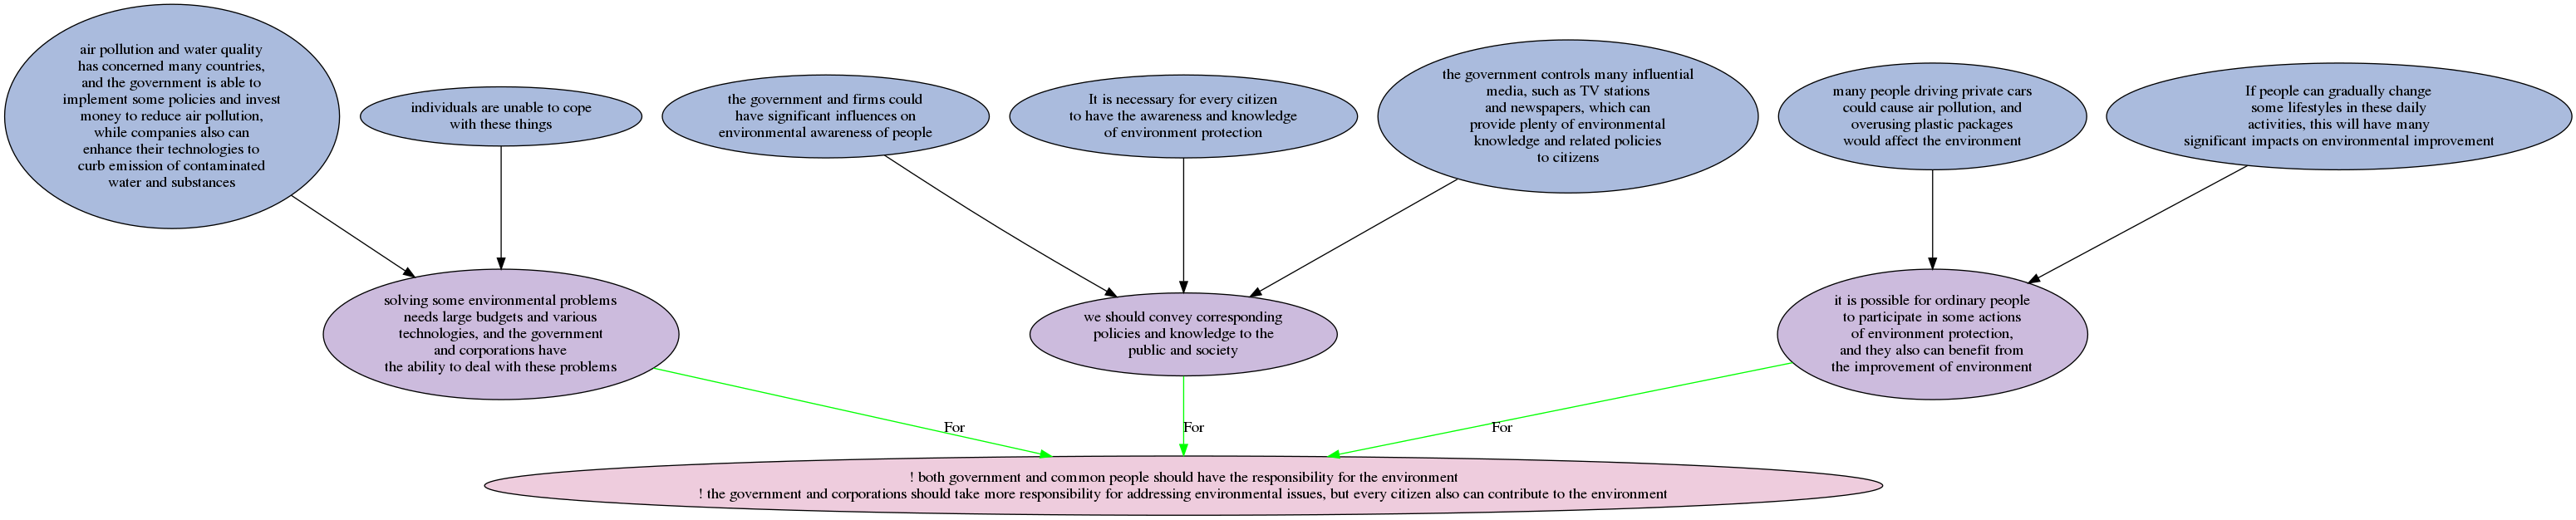 air pollution and water quality
has concerned many countries,
and the government is able to
implement some policies and invest
money to reduce air pollution,
while companies also can
enhance their technologies to
curb emission of contaminated
water and substances
individuals are unable to cope
with these things
the government and firms could
have significant influences on
environmental awareness of people
It is necessary for every citizen
to have the awareness and knowledge
of environment protection
the government controls many influential
media, such as TV stations
and newspapers, which can
provide plenty of environmental
knowledge and related policies
to citizens
many people driving private cars
could cause air pollution, and
overusing plastic packages
would affect the environment
If people can gradually change
some lifestyles in these daily
activities, this will have many
significant impacts on environmental improvement
solving some environmental problems
needs large budgets and various
technologies, and the government
and corporations have
the ability to deal with these problems
we should convey corresponding
policies and knowledge to the
public and society
it is possible for ordinary people
to participate in some actions
of environment protection,
and they also can benefit from
the improvement of environment
For
For
For
! both government and common people should have the responsibility for the environment
! the government and corporations should take more responsibility for addressing environmental issues, but every citizen also can contribute to the environment